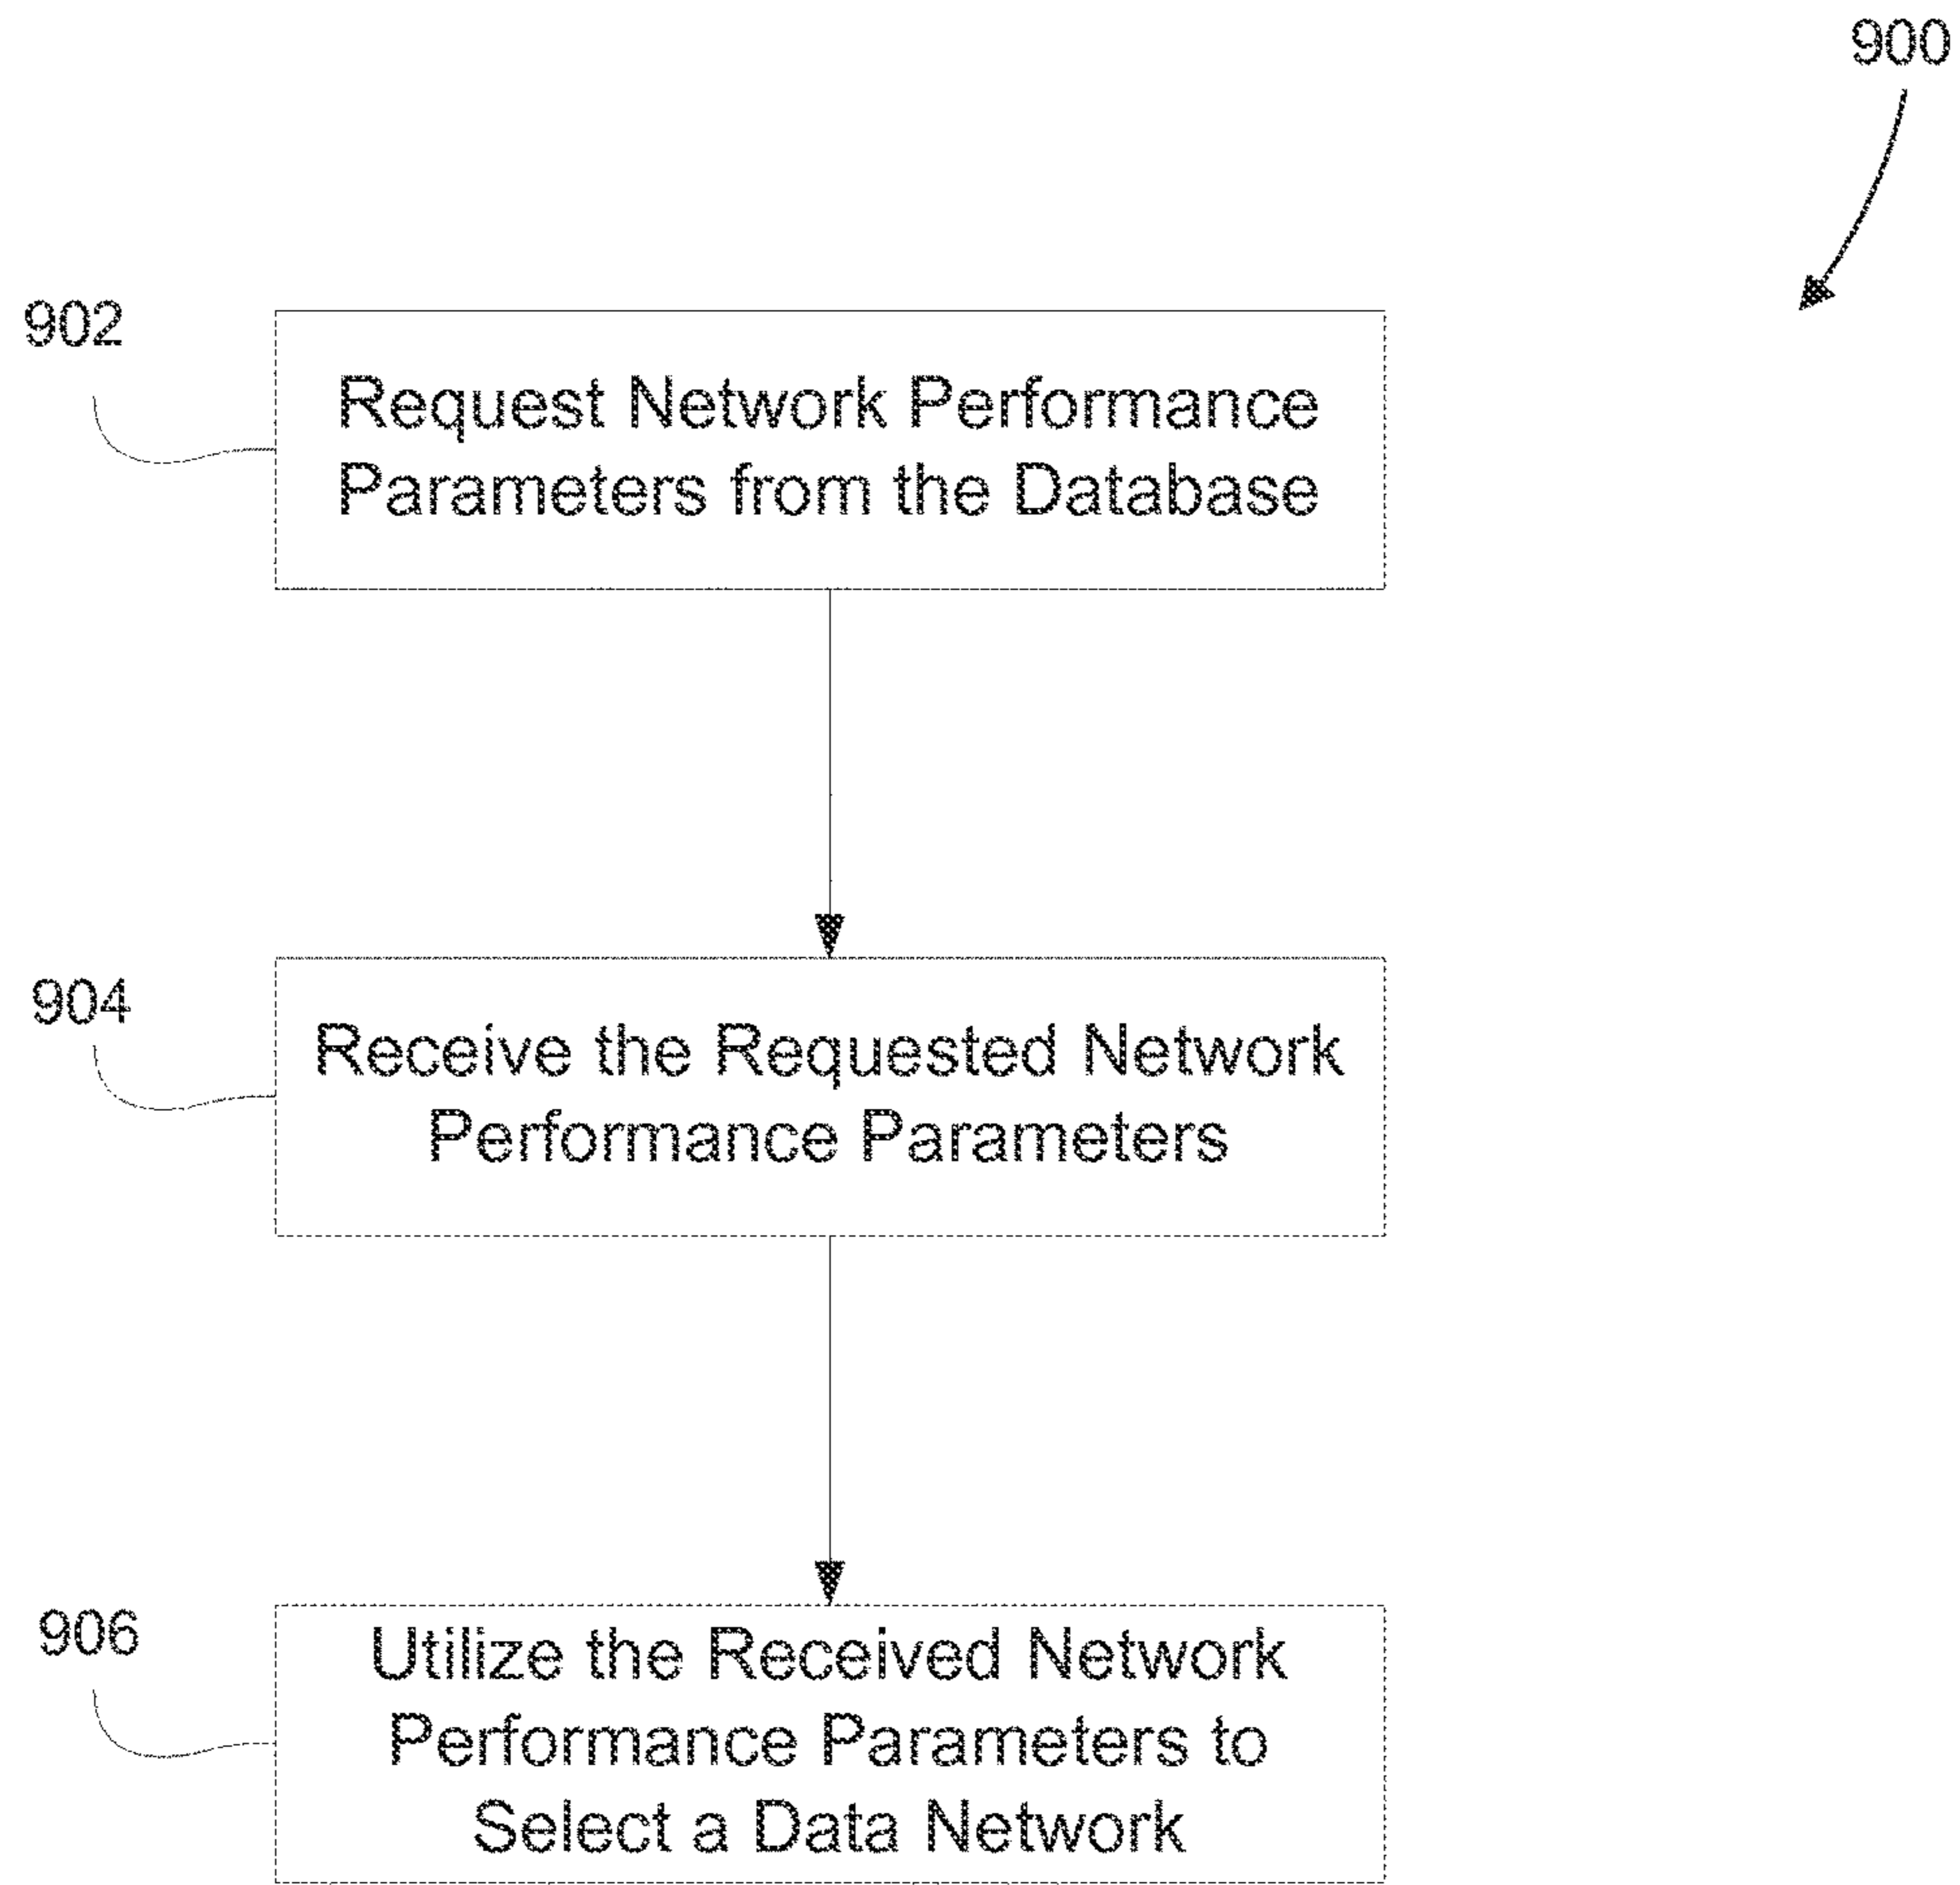 900
902
Request Network Performance
Parameters from the Database
904
Receive the Requested Network
Performance Parameters
906
Utilize the Received Network
Performance Parameters to
Select a Data Network